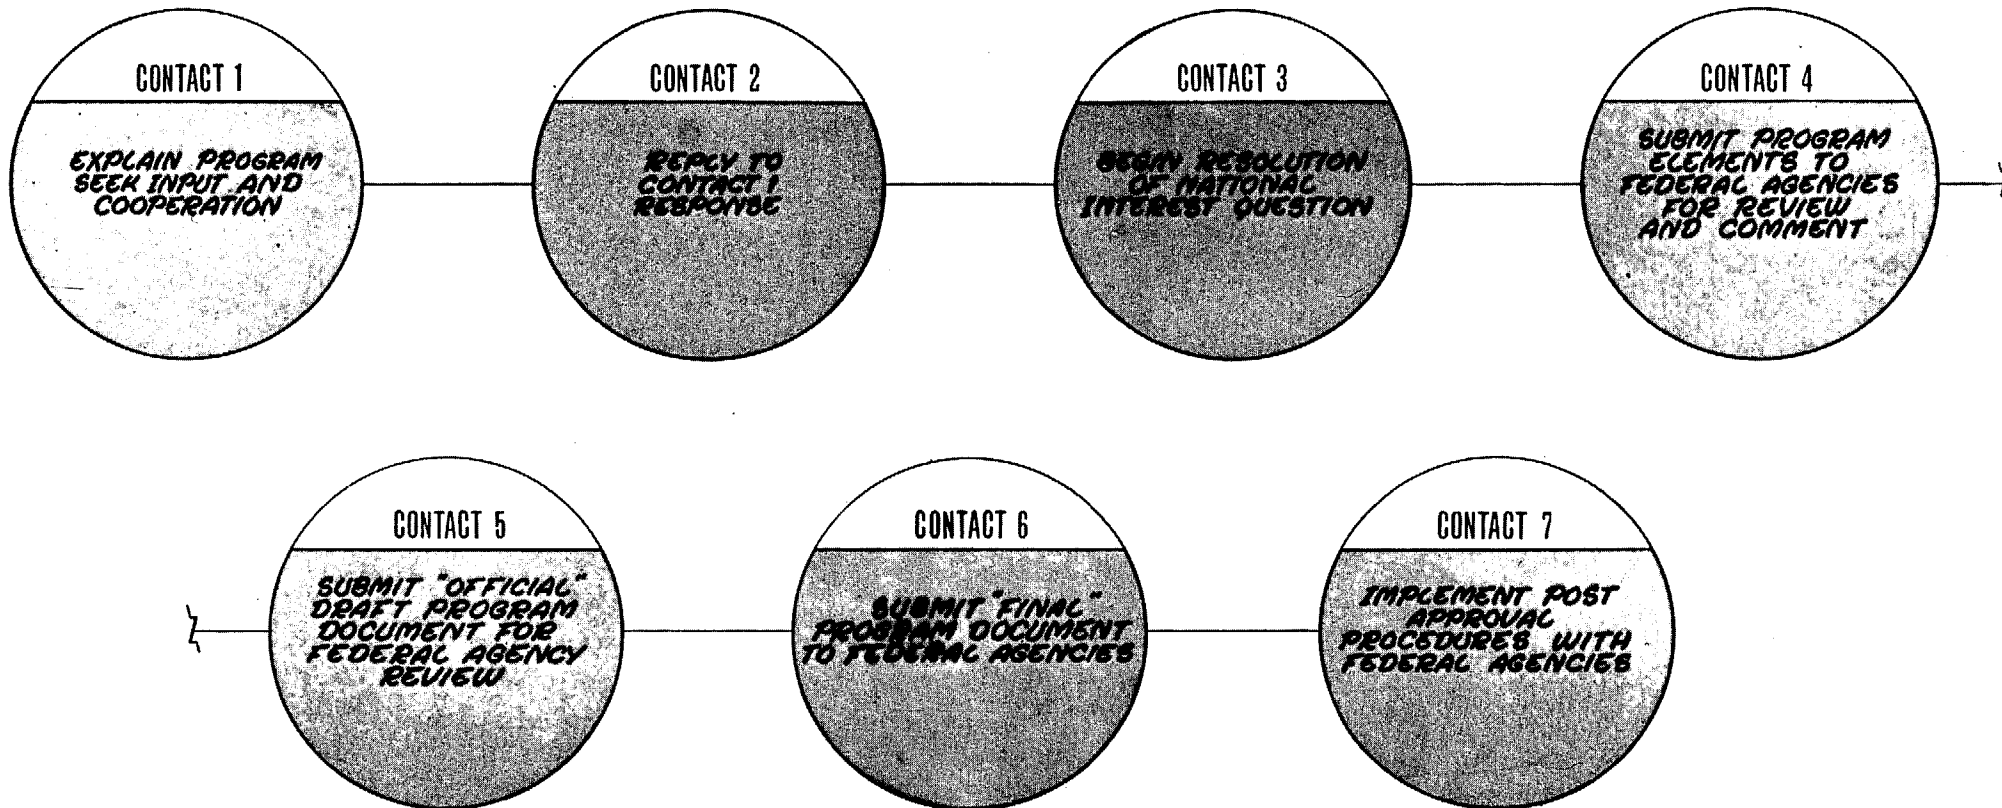 CONTACT 1
EXPLAIN PROGRAM
SEEK INPUT AND
COOPERATION
CONTACT 2
REPLY TO
CONTACT 1
RESPONSE
CONTACT 3
BEGIN RESOLUTION
OF NATIONAL
INTEREST QUESTION
CONTACT 4
SUBMIT PROGRAM
ELEMENTS TO
FEDERAL AGENCIES
FOR REVIEW
AND COMMENT
CONTACT 5
SUBMIT "OFFICIAL"
DRAFT PROGRAM
DOCUMENT FOR
FEDERAL AGENCY
REVIEW
CONTACT 6
SUBMIT "FINAL"
PROGRAM DOCUMENT
TO FEDERAL AGENCIES
CONTACT 7
IMPLEMENT POST
APPROVAL
PROCEDURES WITH
FEDERAL AGENCIES